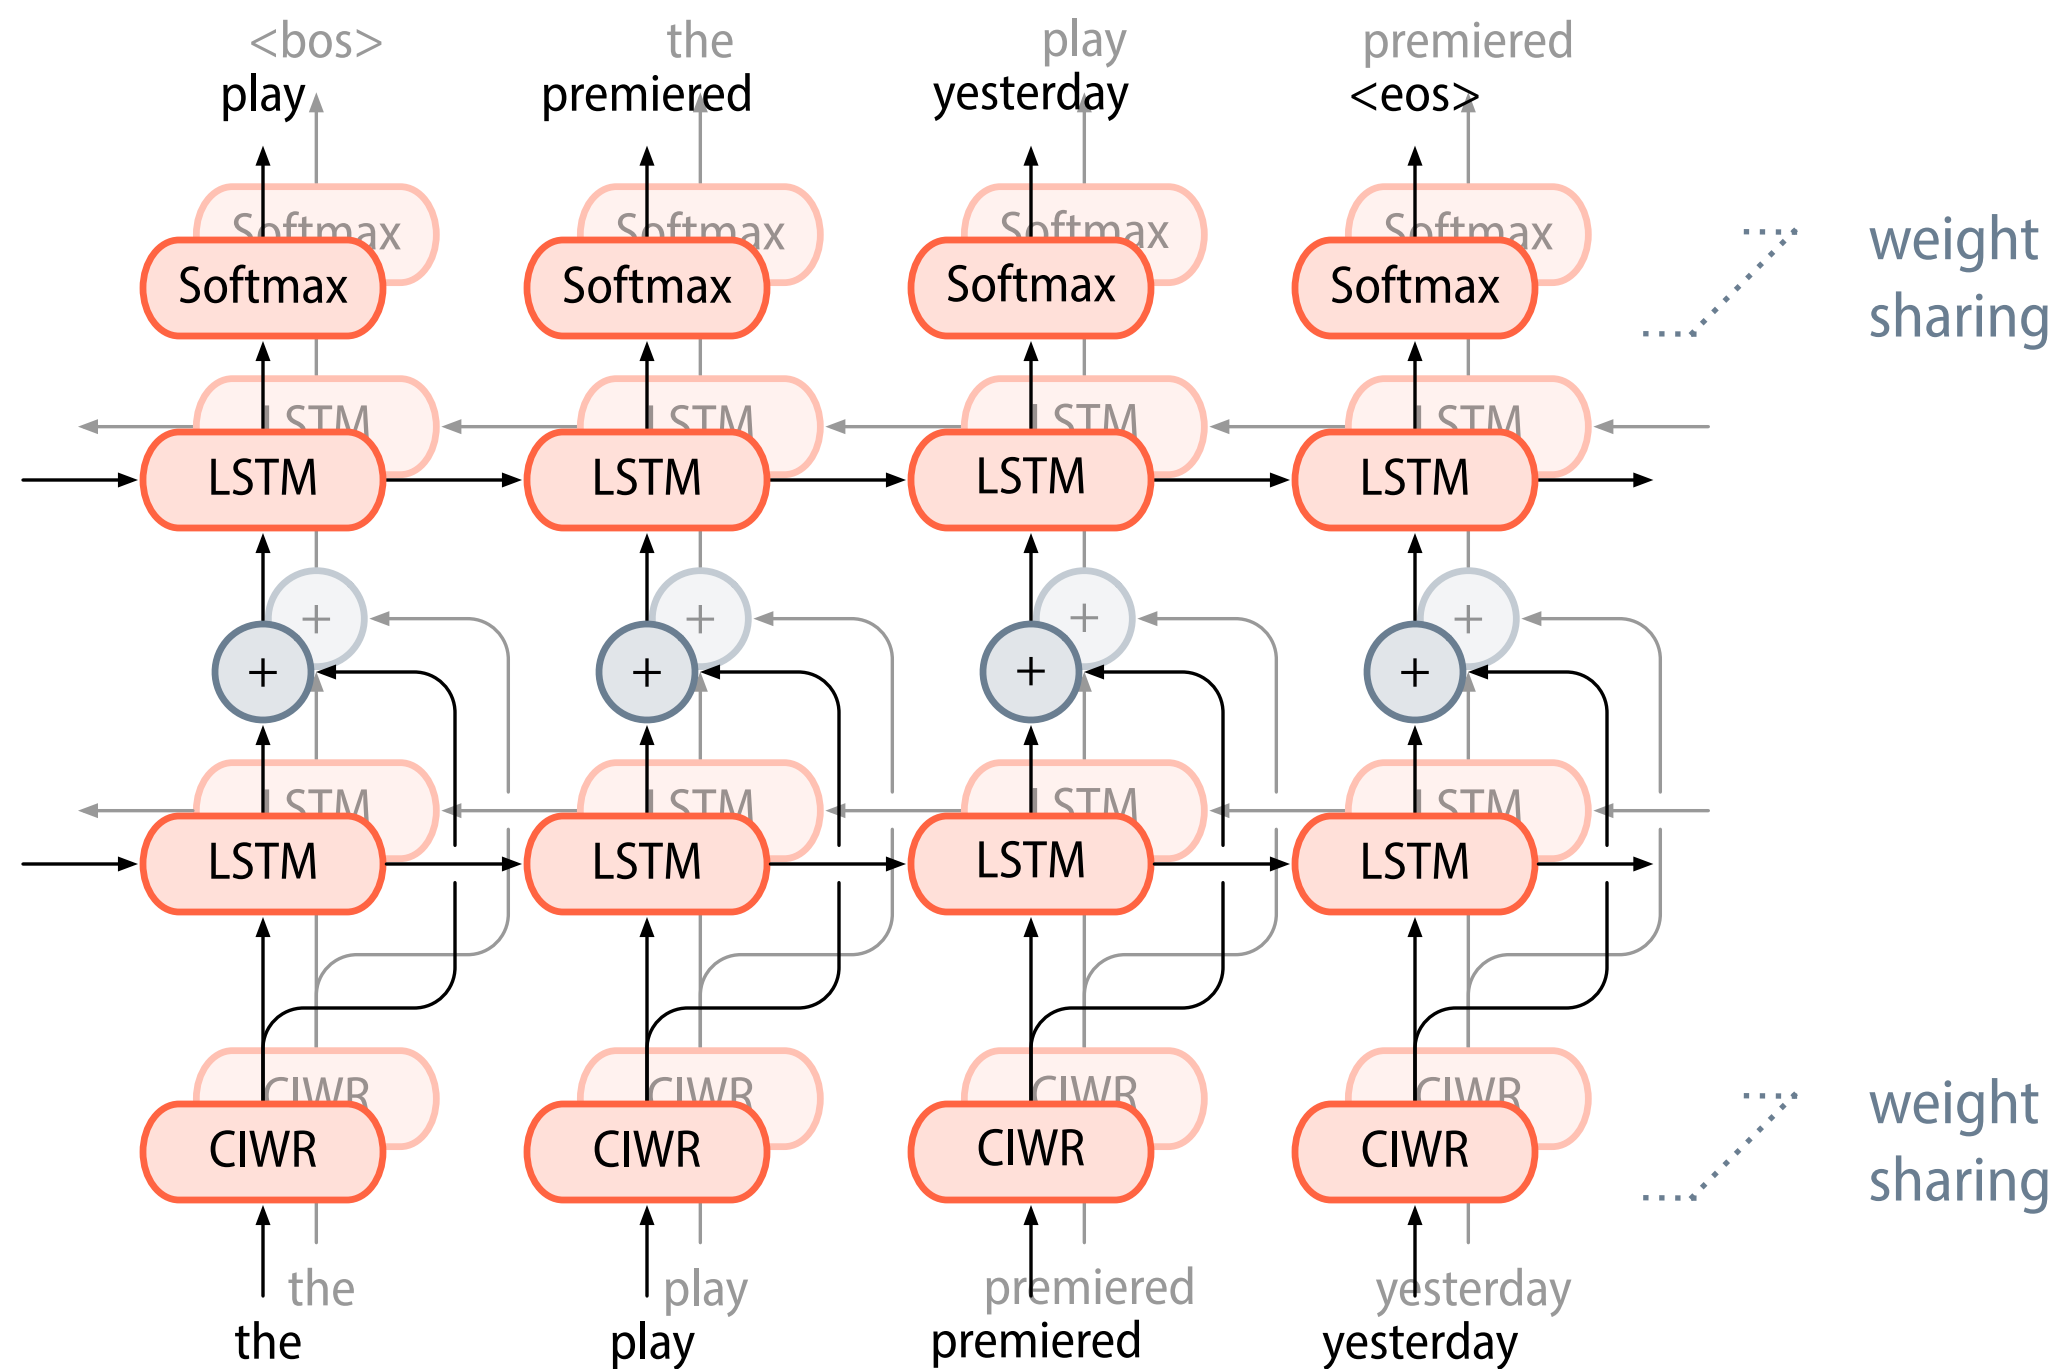 <bos> the play premiered
play premiered yesterday <eos>
Softmax Softmax Softmax Softmax
weight
Softmax Softmax Softmax Softmax
sharing
LSTM LSTM LSTM LSTM
LSTM LSTM LSTM LSTM
+ + + +
+ + + +
LSTM LSTM LSTM LSTM
LSTM LSTM LSTM LSTM
CIWR CIWR CIWR CIWR
weight
CIWR CIWR CIWR CIWR
sharing
the play premiered yesterday
the play premiered yesterday